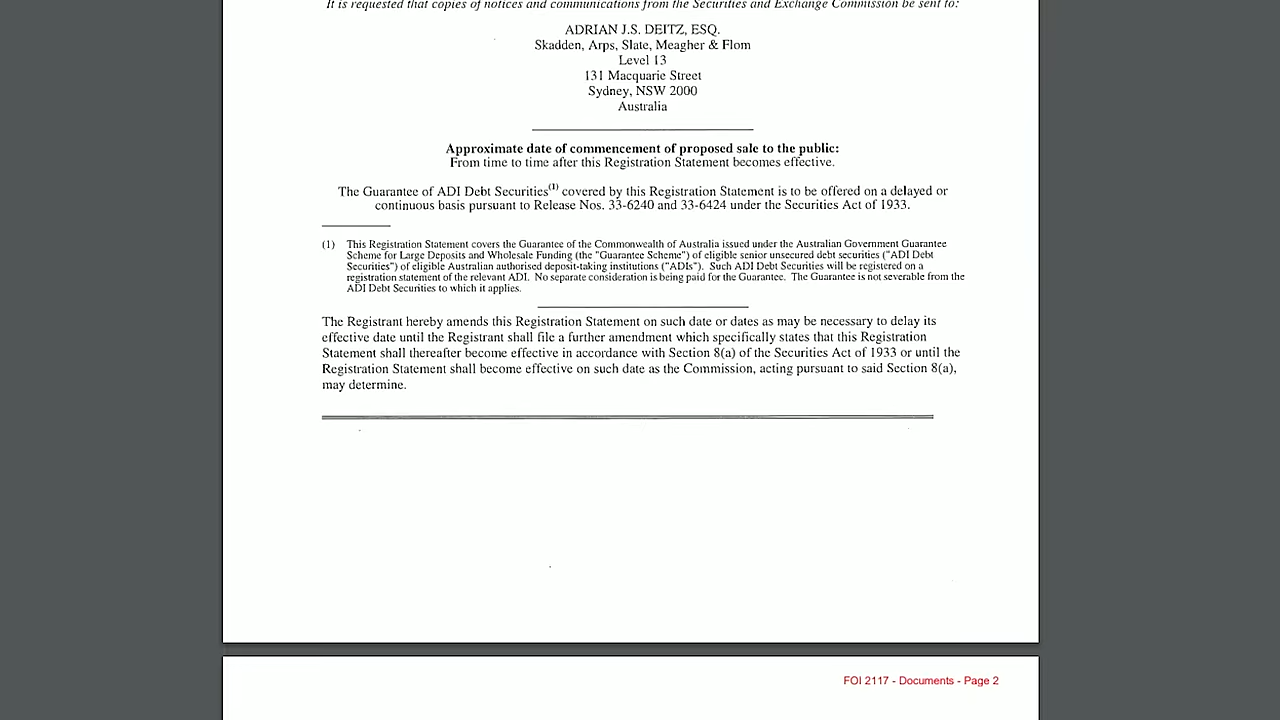 It is requested that copies of notices and communications from the Securities and Exchange Commission be sent to:
ADRIAN J.S. DEITZ, ESQ.
Skadden, Arps, Slate, Meagher & Flom
Level 13
131 Macquarie Street
Sydney, NSW 2000
Australia
Approximate date of commencement of proposed sale to the public:
From time to time after this Registration Statement becomes effective.
The Guarantee of ADI Debt Securities(1) covered by this Registration Statement is to be offered on a delayed or
continuous basis pursuant to Release Nos. 33-6240 and 33-6424 under the Securities Act of 1933.
(1) This Registration Statement covers the Guarantee of the Commonwealth of Australia issued under the Australian Government Guarantee
Scheme for Large Deposits and Wholesale Funding (the "Guarantee Scheme") of eligible senior unsecured debt securities ("ADI Debt
Securities") of eligible Australian authorised deposit-taking institutions ("ADIs"). Such ADI Debt Securities will be registered on a
registration statement of the relevant ADI. No separate consideration is being paid for the Guarantee. The Guarantee is not severable from the
ADI Debt Securities to which it applies.
The Registrant hereby amends this Registration Statement on such date or dates as may be necessary to delay its
effective date until the Registrant shall file a further amendment which specifically states that this Registration
Statement shall thereafter become effective in accordance with Section 8(a) of the Securities Act of 1933 or until the
Registration Statement shall become effective on such date as the Commission, acting pursuant to said Section 8(a),
may determine.
FOI 2117 - Documents - Page 2